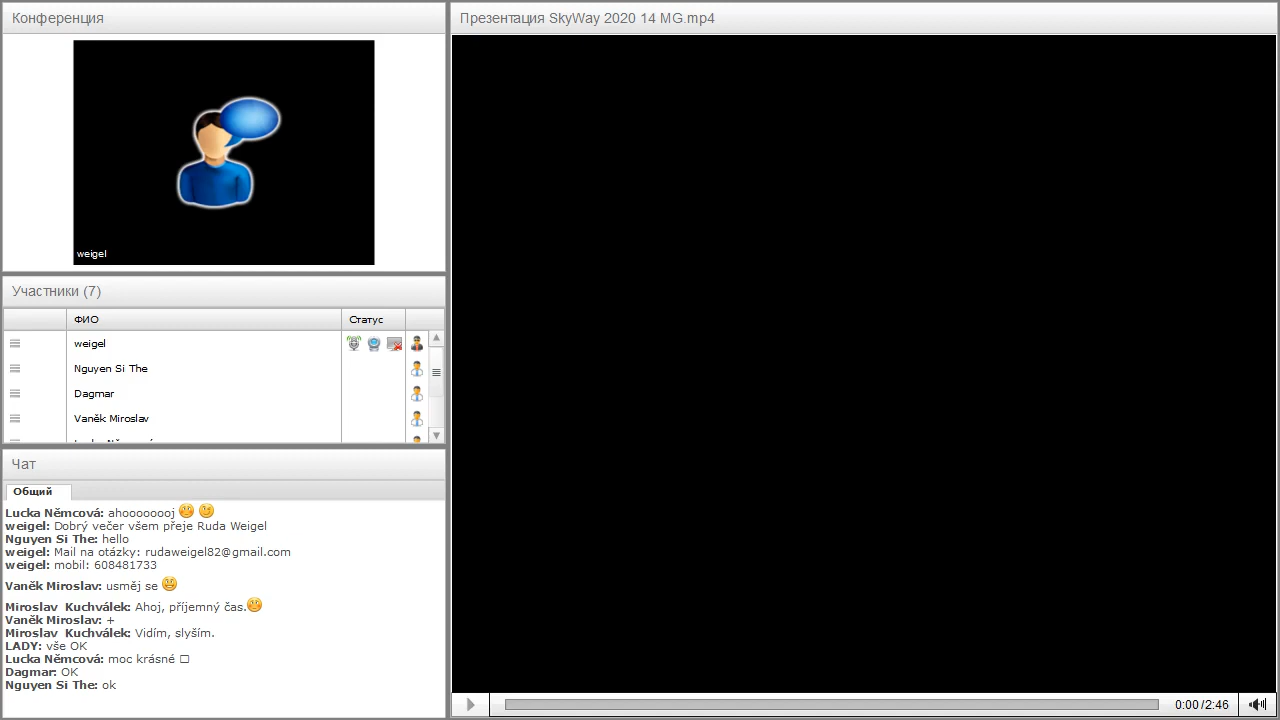 Конференция
weigel
Участники (7)
ФИО Статус
weigel
Nguyen Si The
Dagmar
Vaněk Miroslav
Чат
Общий
Lucka Němcová: ahoooooooj
weigel: Dobrý večer všem přeje Ruda Weigel
Nguyen Si The: hello
weigel: Mail na otázky: rudaweigel82@gmail.com
weigel: mobil: 608481733
Vaněk Miroslav: usměj se
Miroslav Kuchválek: Ahoj, příjemný čas.
Vaněk Miroslav: +
Miroslav Kuchválek: Vidím, slyším.
LADY: vše OK
Lucka Němcová: moc krásné □
Dagmar: OK
Nguyen Si The: ok
Презентация SkyWay 2020 14 MG.mp4
0:00/2:46